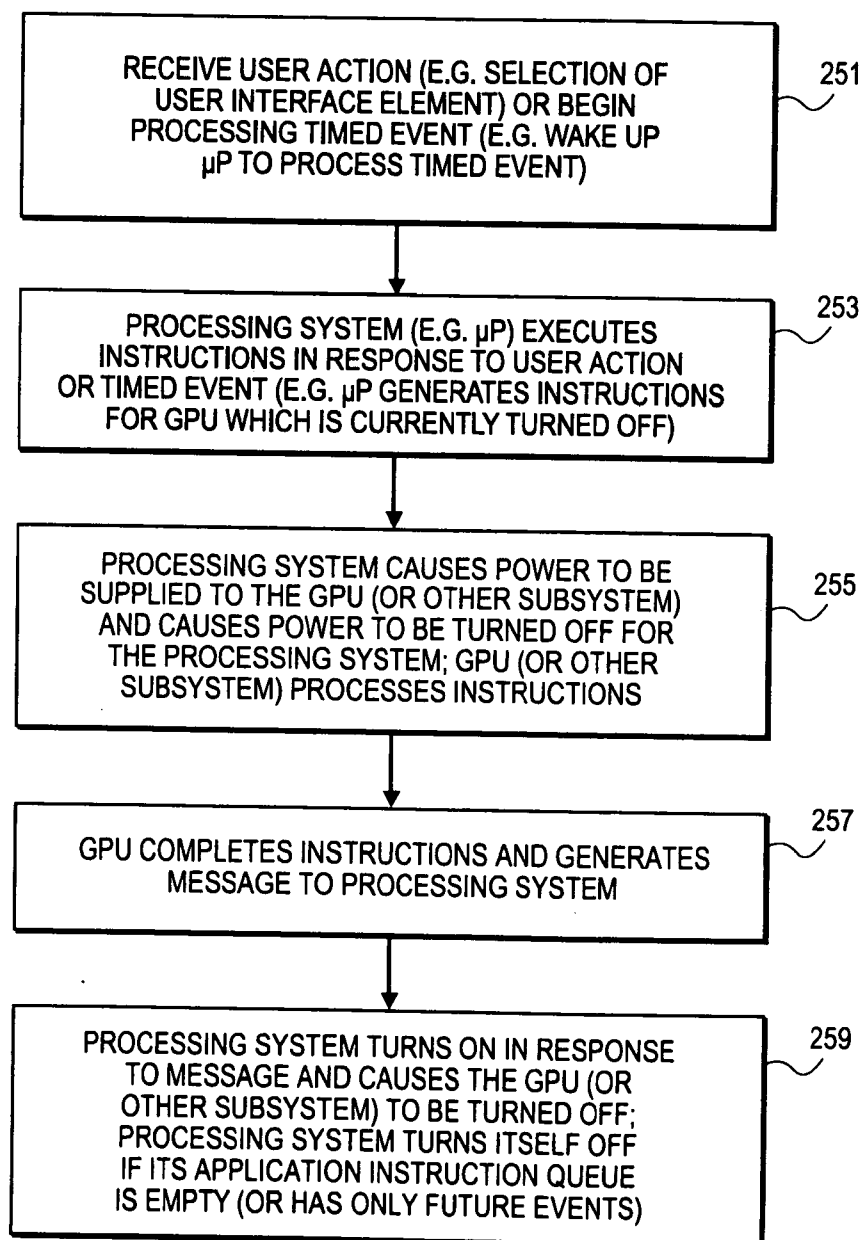 RECEIVE USER ACTION (E.G. SELECTION OF
USER INTERFACE ELEMENT) OR BEGIN
PROCESSING TIMED EVENT (E.G. WAKE UP
µP TO PROCESS TIMED EVENT)
251
PROCESSING SYSTEM (E.G. µP) EXECUTES
INSTRUCTIONS IN RESPONSE TO USER ACTION
OR TIMED EVENT (E.G. µP GENERATES INSTRUCTIONS
FOR GPU WHICH IS CURRENTLY TURNED OFF)
253
PROCESSING SYSTEM CAUSES POWER TO BE
SUPPLIED TO THE GPU (OR OTHER SUBSYSTEM)
AND CAUSES POWER TO BE TURNED OFF FOR
THE PROCESSING SYSTEM; GPU (OR OTHER
SUBSYSTEM) PROCESSES INSTRUCTIONS
255
GPU COMPLETES INSTRUCTIONS AND GENERATES
MESSAGE TO PROCESSING SYSTEM
257
PROCESSING SYSTEM TURNS ON IN RESPONSE
TO MESSAGE AND CAUSES THE GPU (OR
OTHER SUBSYSTEM) TO BE TURNED OFF;
PROCESSING SYSTEM TURNS ITSELF OFF
IF ITS APPLICATION INSTRUCTION QUEUE
IS EMPTY (OR HAS ONLY FUTURE EVENTS)
259